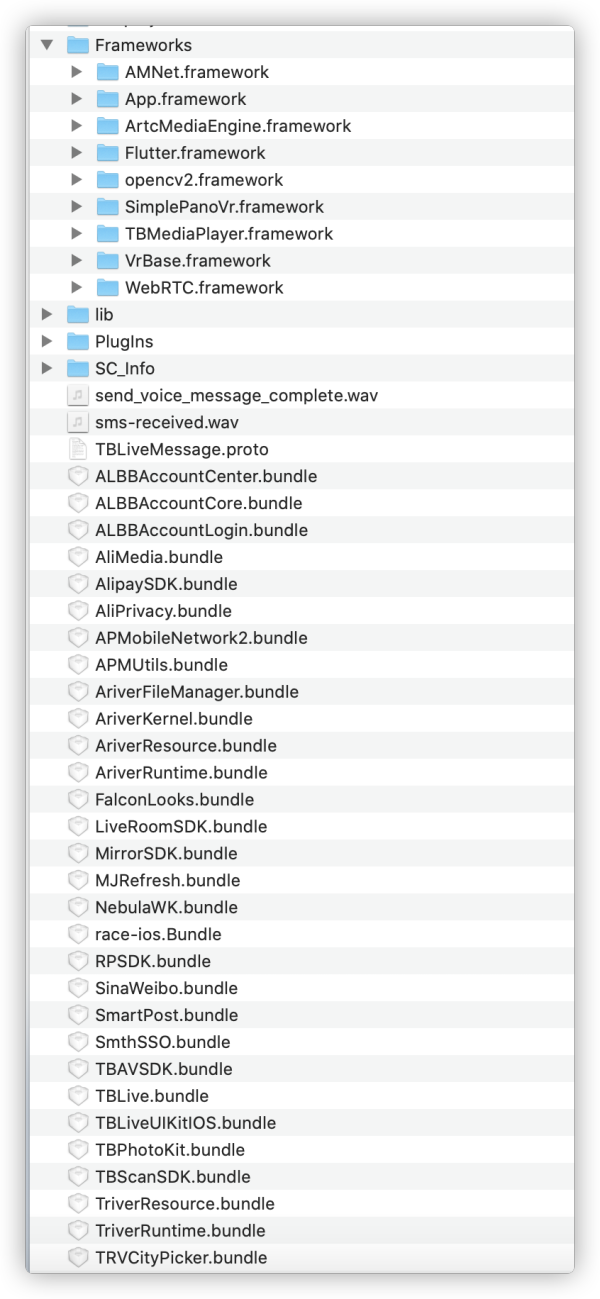 Frameworks
AMNet.framework
App.framework
ArtcMediaEngine.framework
Flutter.framework
opencv2.framework
SimplePanoVr.framework
TBMediaPlayer.framework
VrBase.framework
WebRTC.framework
lib
PlugIns
SC_Info
send_voice_message_complete.wav
sms-received.wav
TBLiveMessage.proto
ALBBAccountCenter.bundle
ALBBAccountCore.bundle
ALBBAccountLogin.bundle
AliMedia.bundle
AlipaySDK.bundle
AliPrivacy.bundle
APMobileNetwork2.bundle
APMUtils.bundle
AriverFileManager.bundle
AriverKernel.bundle
AriverResource.bundle
AriverRuntime.bundle
FalconLooks.bundle
LiveRoomSDK.bundle
MirrorSDK.bundle
MJRefresh.bundle
NebulaWK.bundle
race-ios.Bundle
RPSDK.bundle
SinaWeibo.bundle
SmartPost.bundle
SmthSSO.bundle
TBAVSDK.bundle
TBLive.bundle
TBLiveUIKitIOS.bundle
TBPhotoKit.bundle
TBScanSDK.bundle
TriverResource.bundle
TriverRuntime.bundle
TRVCityPicker.bundle